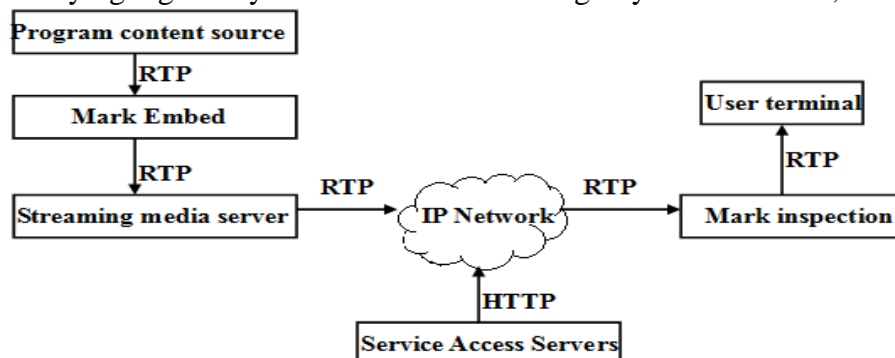 Program content source
RTP
Mark Embed
RTP
Streaming media server
RTP
IP Network
RTP
Mark inspection
RTP
User terminal
HTTP
Service Access Servers